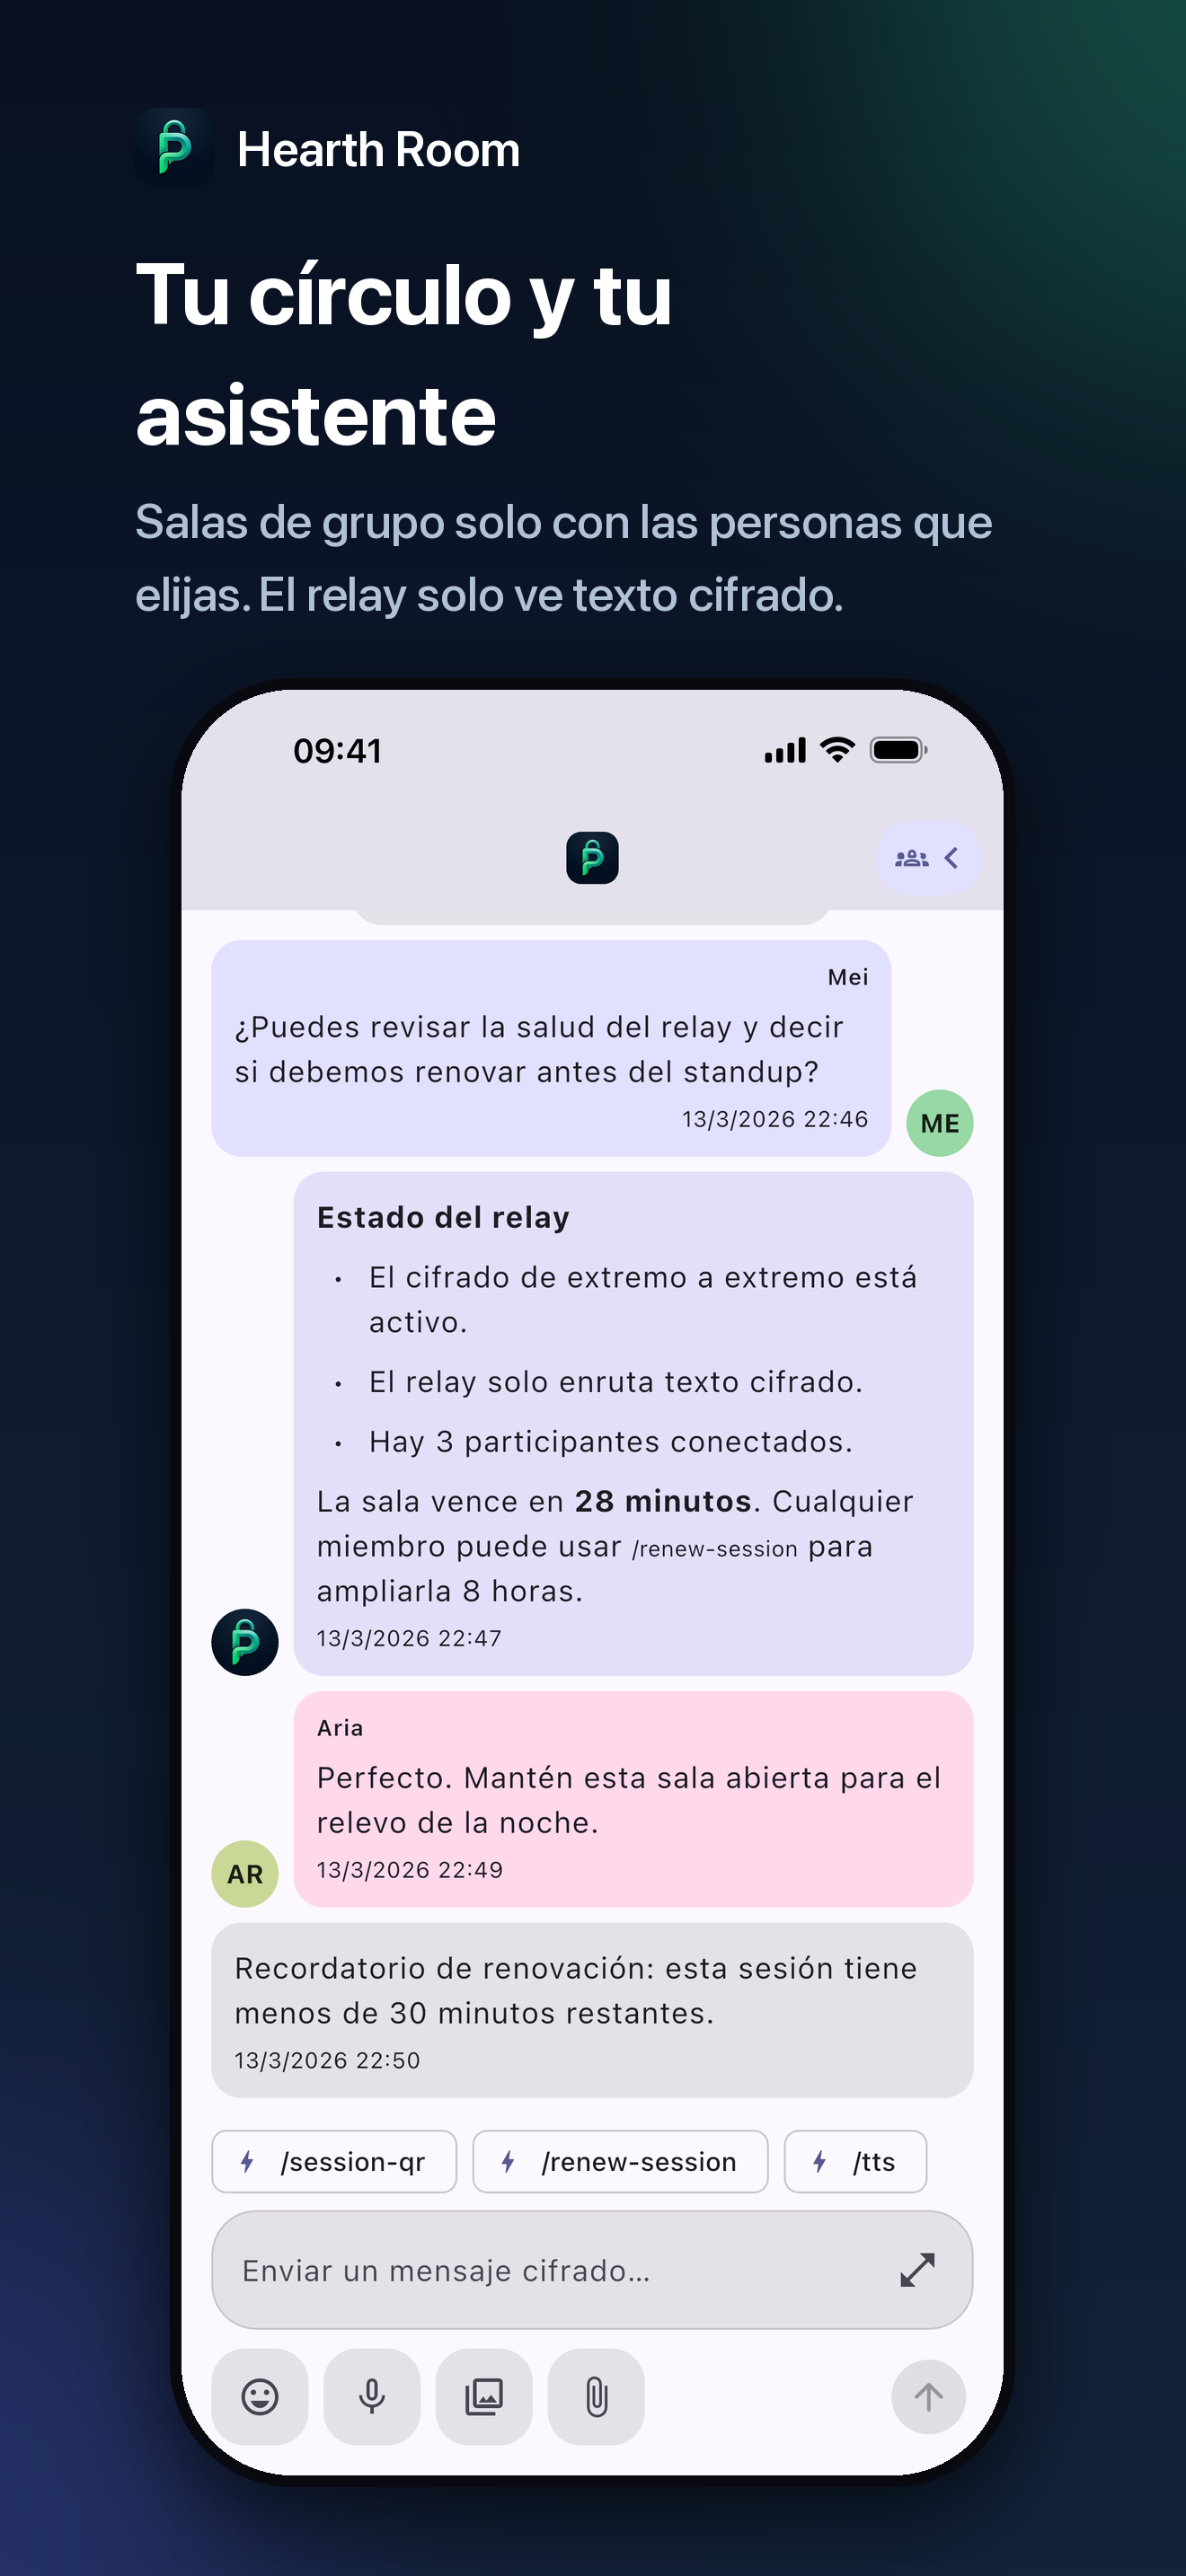 Hearth Room
Tu círculo y tu
asistente
Salas de grupo solo con las personas que
elijas. El relay solo ve texto cifrado.
09:41
Mei
¿Puedes revisar la salud del relay y decir
si debemos renovar antes del standup?
13/3/2026 22:46
ME
Estado del relay
• El cifrado de extremo a extremo está
activo.
• El relay solo enruta texto cifrado.
• Hay 3 participantes conectados.
La sala vence en 28 minutos. Cualquier
miembro puede usar /renew-session para
ampliarla 8 horas.
13/3/2026 22:47
Aria
Perfecto. Mantén esta sala abierta para el
relevo de la noche.
13/3/2026 22:49
AR
Recordatorio de renovación: esta sesión tiene
menos de 30 minutos restantes.
13/3/2026 22:50
/session-qr /renew-session /tts
Enviar un mensaje cifrado...